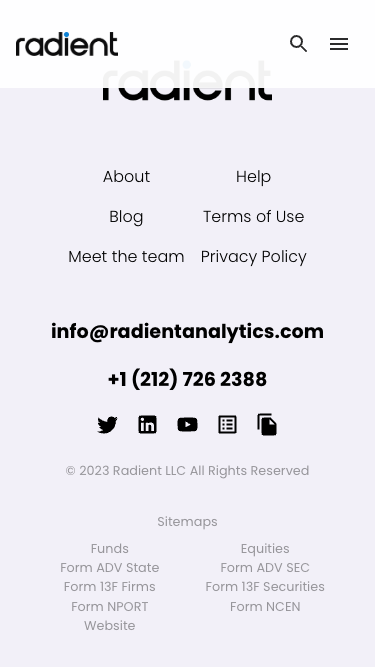 radient
radient
About
Help
Blog
Terms of Use
Meet the team
Privacy Policy
info@radientanalytics.com
+1 (212) 726 2388
© 2023 Radient LLC All Rights Reserved
Sitemaps
Funds
Equities
Form ADV State
Form ADV SEC
Form 13F Firms
Form 13F Securities
Form NPORT
Form NCEN
Website